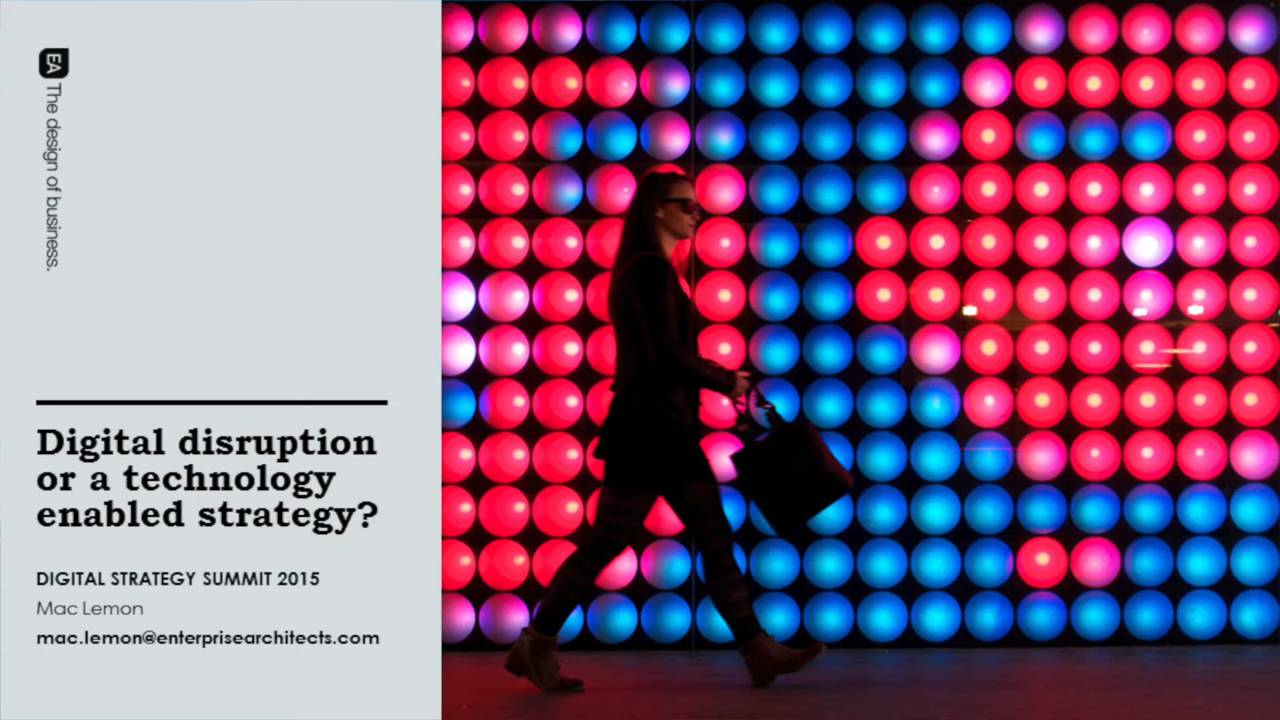 EA The design of business.
Digital disruption
or a technology
enabled strategy?
DIGITAL STRATEGY SUMMIT 2015
Mac Lemon
mac.lemon@enterprisearchitects.com